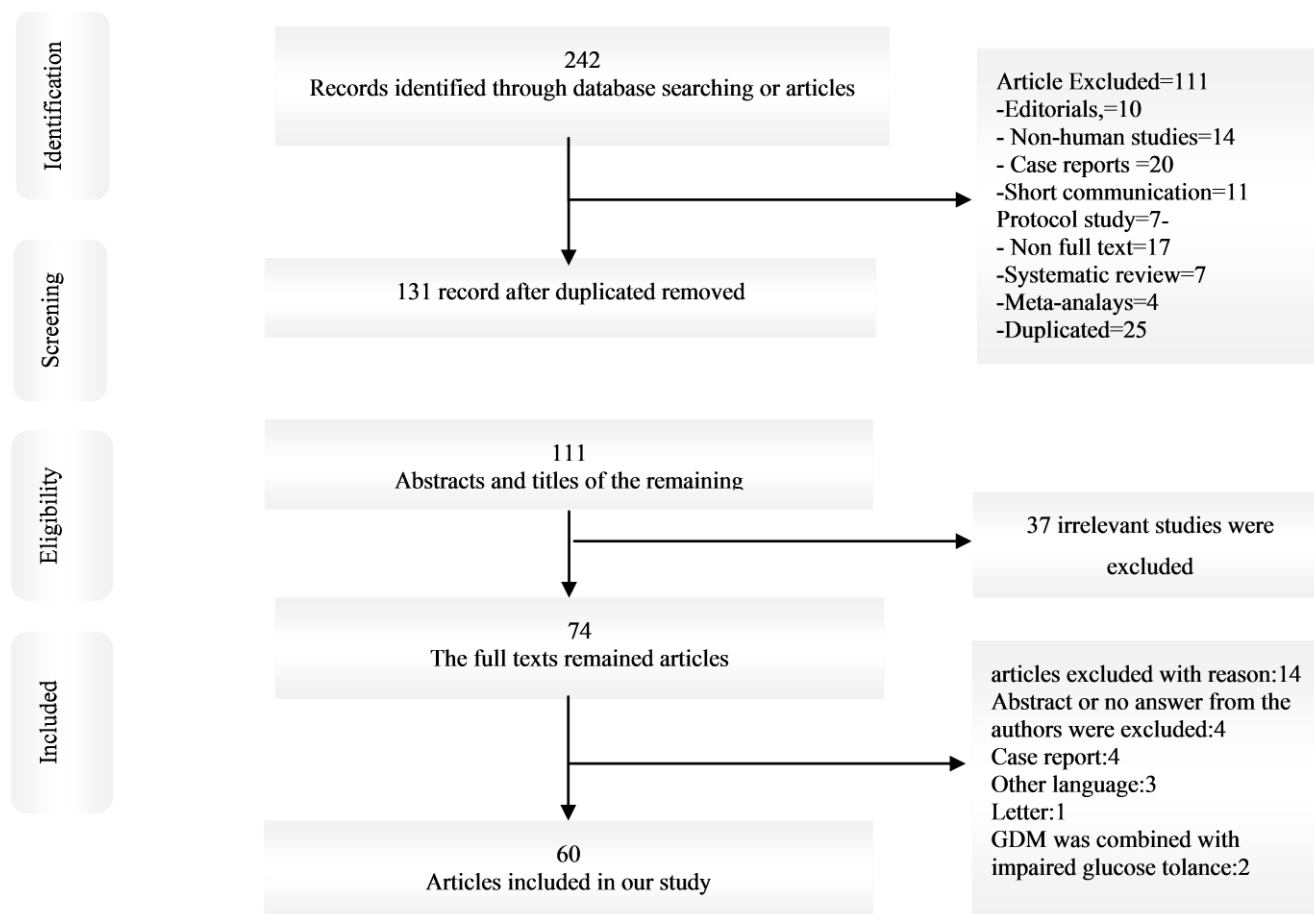 Identification
242
Records identified through database searching or articles
Article Excluded=111
-Editorials,=10
- Non-human studies=14
- Case reports =20
-Short communication=11
Protocol study=7-
- Non full text=17
-Systematic review=7
-Meta-analays=4
-Duplicated=25
Screening
131 record after duplicated removed
Eligibility
111
Abstracts and titles of the remaining
37 irrelevant studies were
excluded
74
The full texts remained articles
Included
articles excluded with reason:14
Abstract or no answer from the
authors were excluded:4
Case report:4
Other language:3
Letter:1
GDM was combined with
impaired glucose tolance:2
60
Articles included in our study